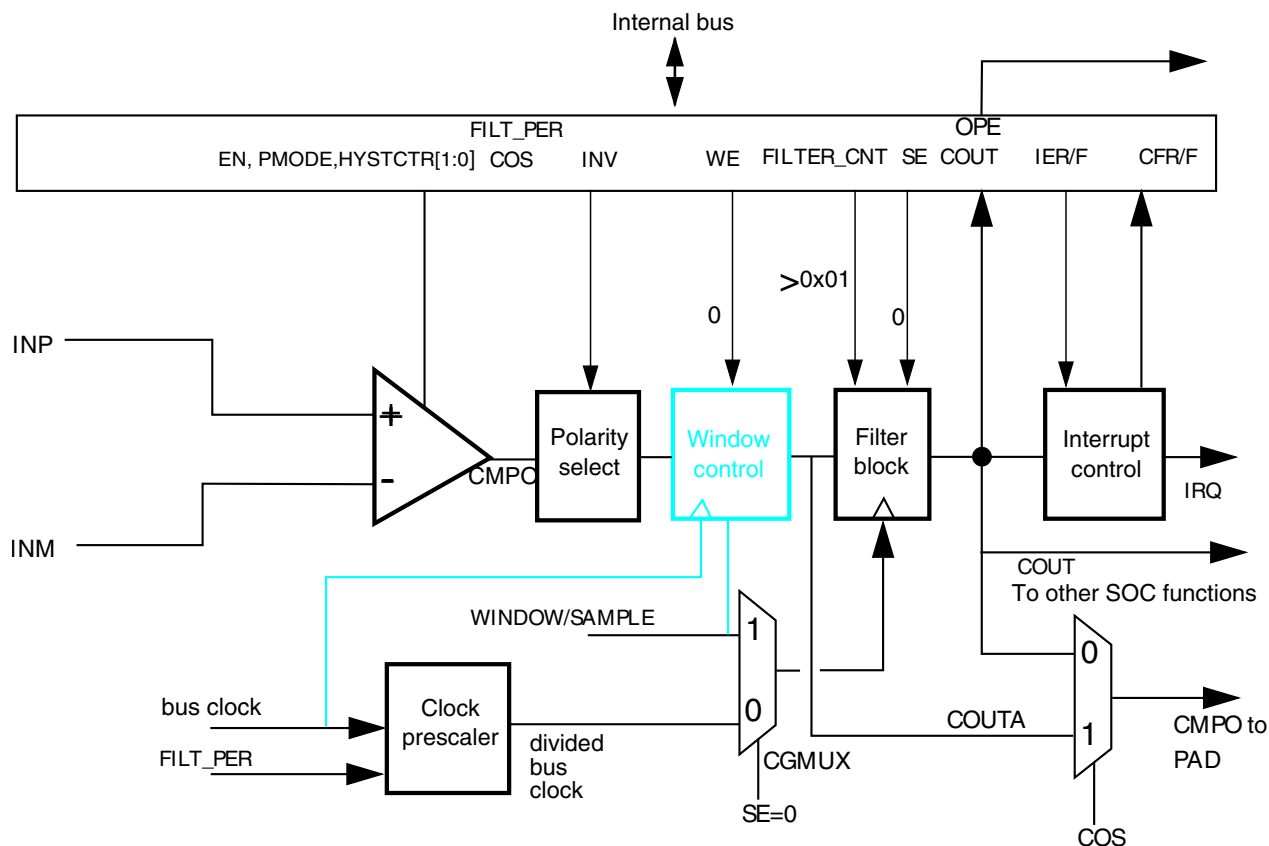 Internal bus
FILT_PER
OPE
EN, PMODE,HYSTCTR[1:0] COS INV WE FILTER_CNT SE COUT IER/F CFR/F
>0x01
0
0
INP
+
Polarity
select
Window
control
Filter
block
Interrupt
control
-
CMPO
IRQ
INM
COUT
To other SOC functions
WINDOW/SAMPLE
1
0
0
bus clock
Clock
prescaler
COUTA
1
CMPO to
PAD
FILT_PER
divided
bus
clock
CGMUX
SE=0
COS